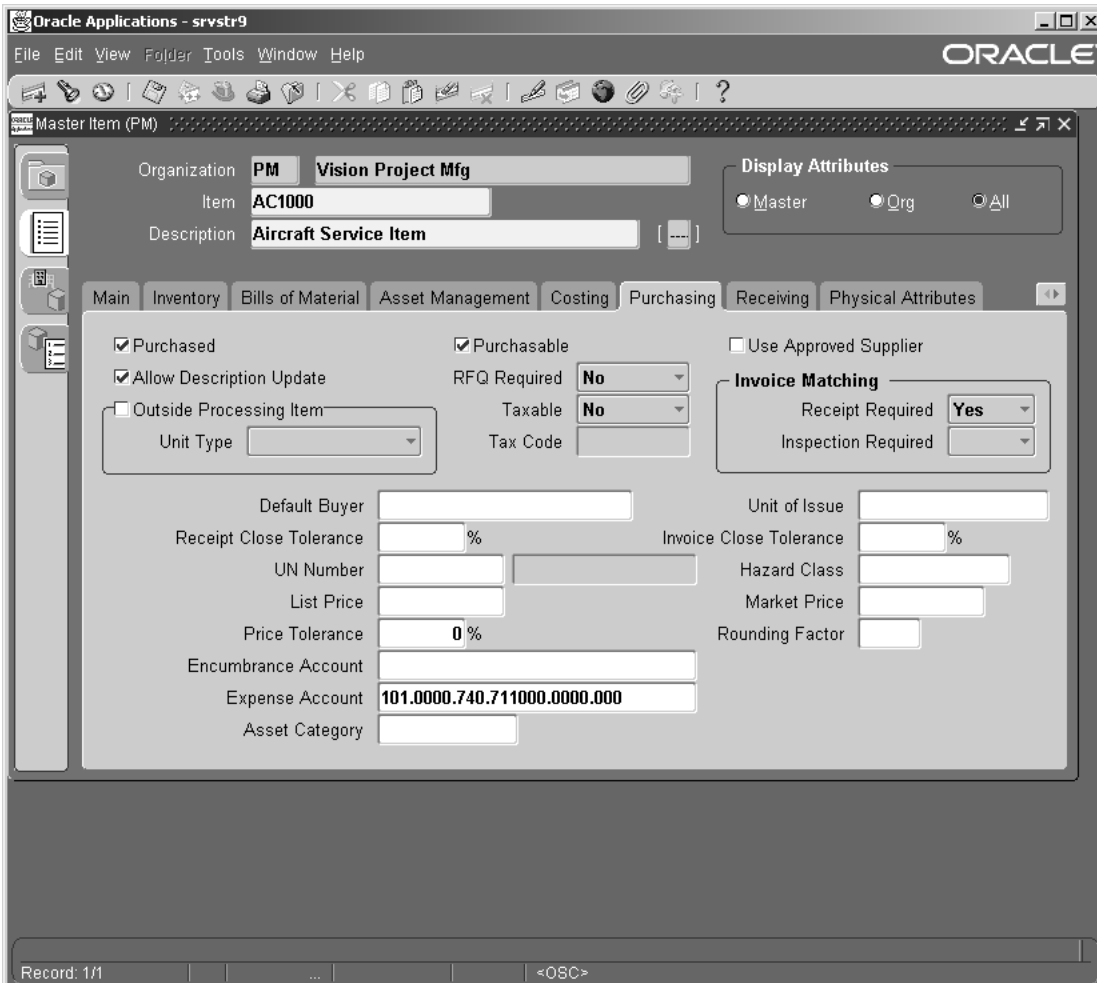 Oracle Applications - srvstr9
File Edit View Folder Tools Window Help
ORACLE
Master Item (PM)
Organization PM Vision Project Mfg
Item AC1000
Description Aircraft Service Item [ .... ]
Display Attributes
Master Org All
Main Inventory Bills of Material Asset Management Costing Purchasing Receiving Physical Attributes
Purchased Purchasable Use Approved Supplier
Allow Description Update RFQ Required No Invoice Matching
Outside Processing Item Taxable No Receipt Required Yes
Unit Type Tax Code Inspection Required
Default Buyer Unit of Issue
Receipt Close Tolerance % Invoice Close Tolerance %
UN Number Hazard Class
List Price Market Price
Price Tolerance 0 % Rounding Factor
Encumbrance Account
Expense Account 101.0000.740.711000.0000.000
Asset Category
Record: 1/1 ... <OSC>